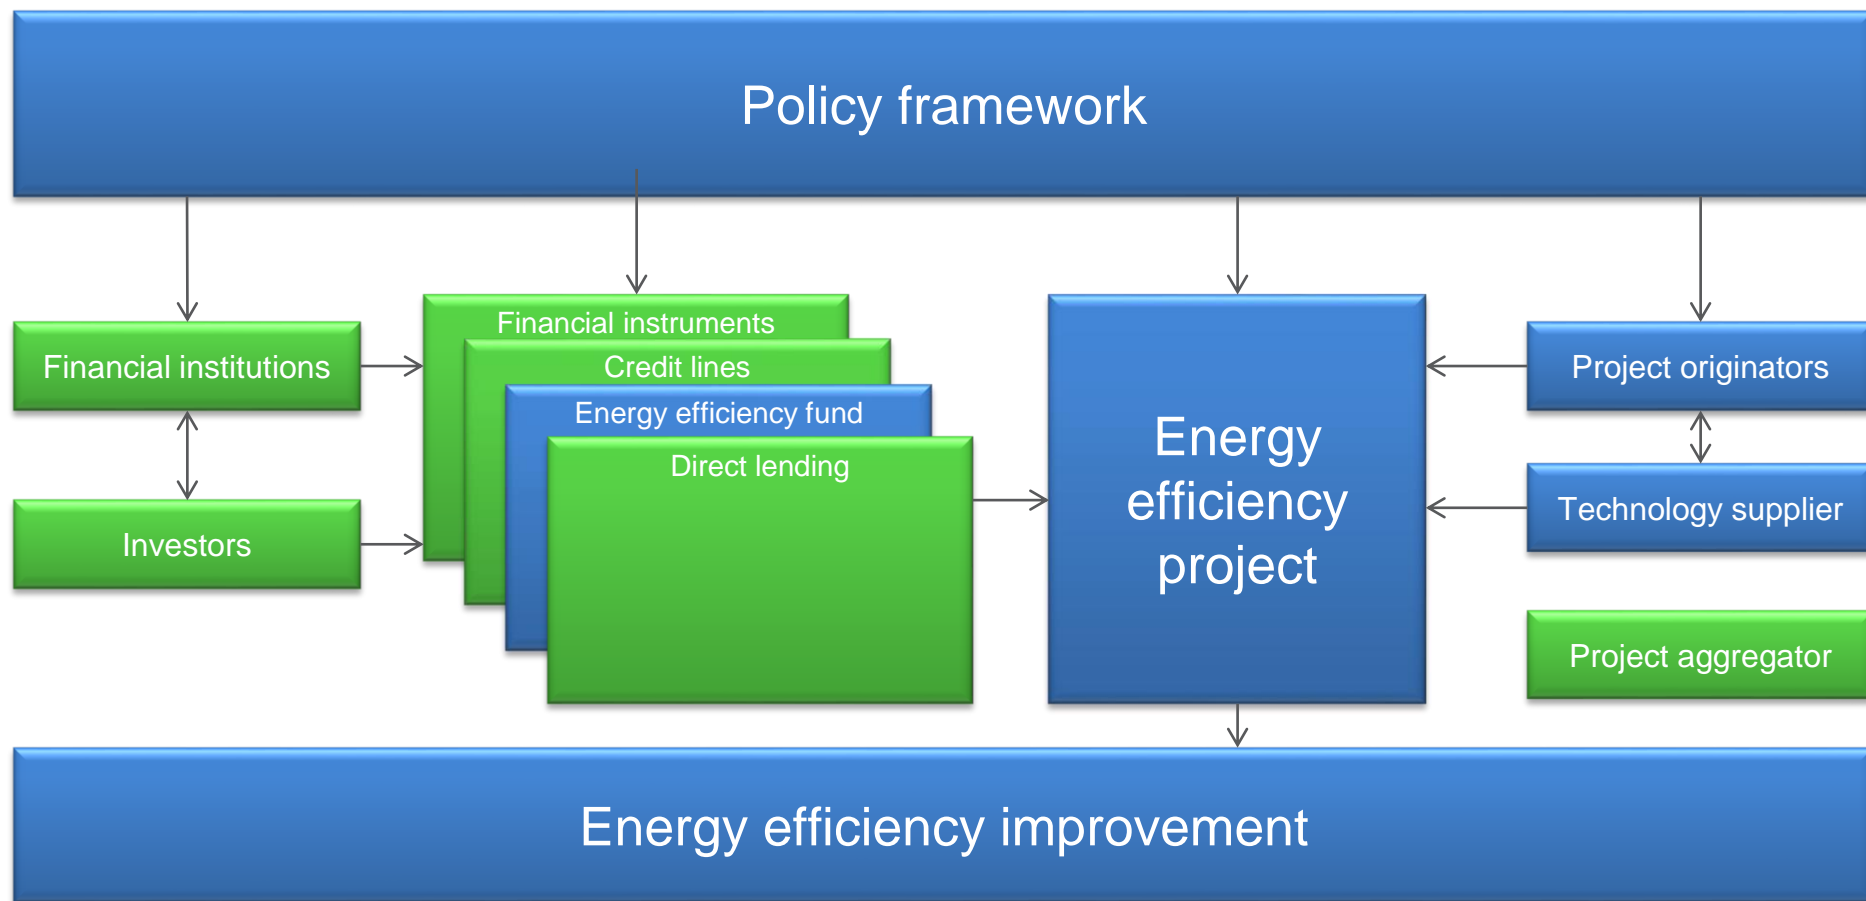 Policy framework
Financial institutions
Investors
Financial instruments
Credit lines
Energy efficiency fund
Direct lending
Energy
efficiency
project
Project originators
Technology supplier
Project aggregator
Energy efficiency improvement